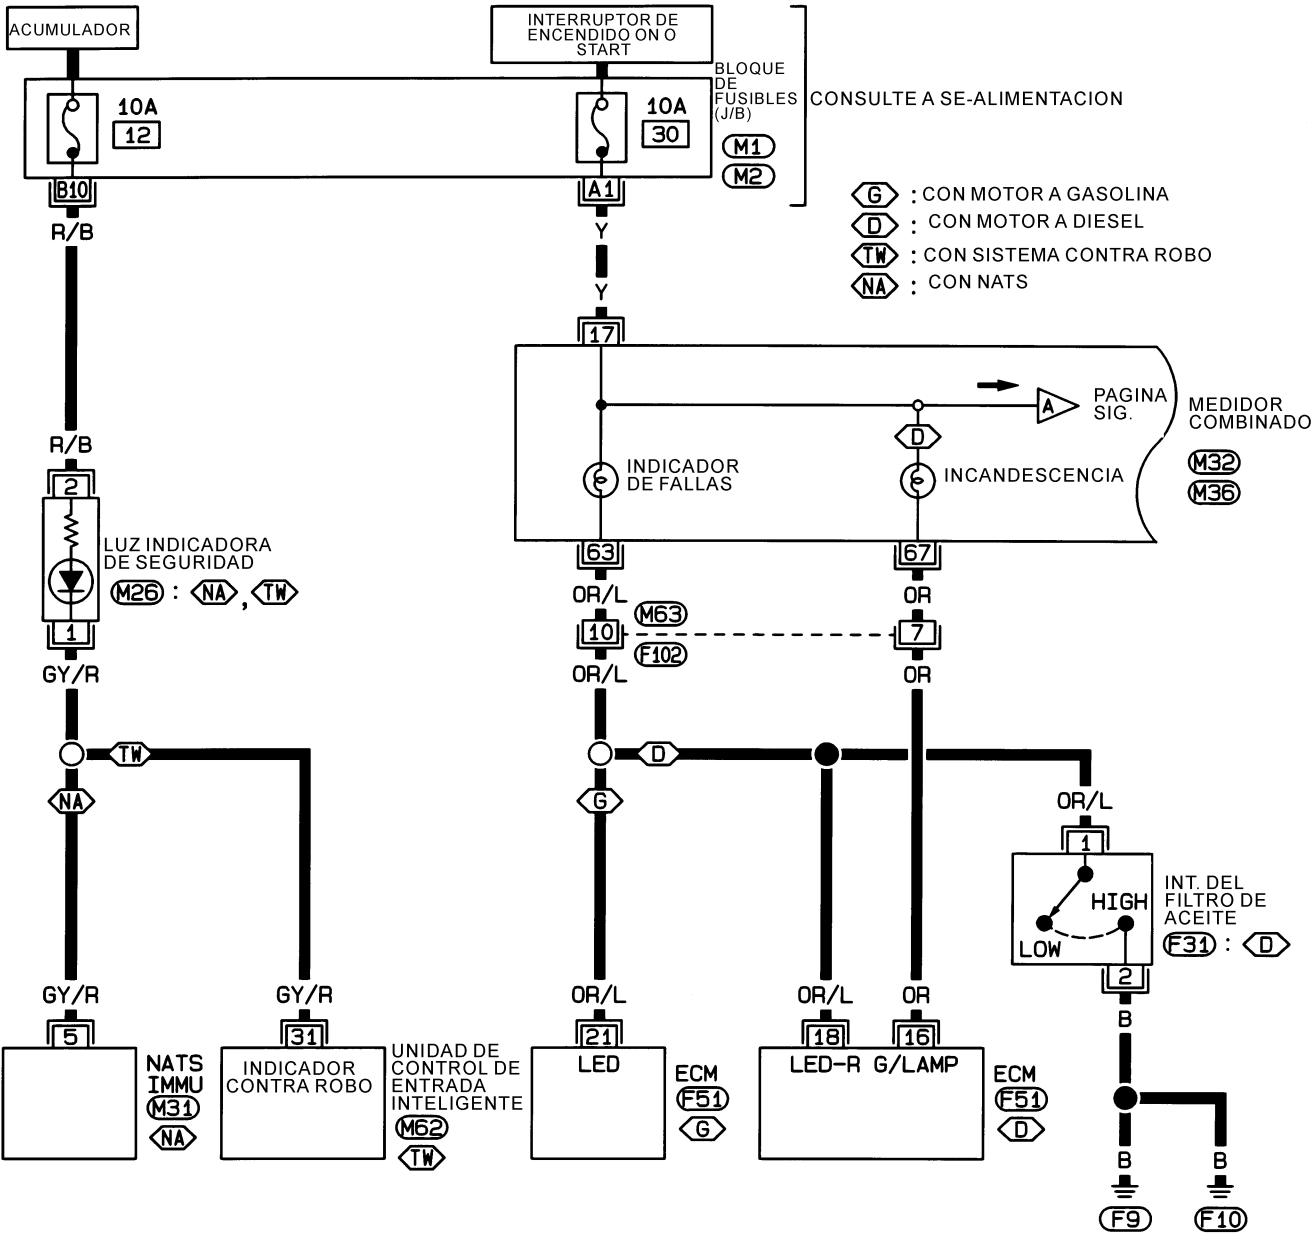 ACUMULADOR
INTERRUPTOR DE
ENCENDIDO ON O
START
BLOQUE
DE
FUSIBLES
(J/B)
CONSULTE A SE-ALIMENTACION
10A
12
10A
30
M1
M2
B10
A1
R/B
Y
G : CON MOTOR A GASOLINA
D : CON MOTOR A DIESEL
TW : CON SISTEMA CONTRA ROBO
NA : CON NATS
Y
17
A
PAGINA
SIG.
MEDIDOR
COMBINADO
M32
M36
D
R/B
2
INDICADOR
DE FALLAS
INCANDESCENCIA
LUZ INDICADORA
DE SEGURIDAD
M26 : NA , TW
63
67
OR/L
OR
M63
1
10
7
F102
GY/R
OR/L
OR
TW
D
NA
G
OR/L
1
HIGH
LOW
INT. DEL
FILTRO DE
ACEITE
F31 : D
2
GY/R
GY/R
OR/L
OR/L
OR
B
5
31
21
18
16
NATS
IMMU
M31
NA
INDICADOR
CONTRA ROBO
UNIDAD DE
CONTROL DE
ENTRADA
INTELIGENTE
M62
TW
LED
ECM
F51
G
LED-R G/LAMP
ECM
F51
D
B
B
F9
F10